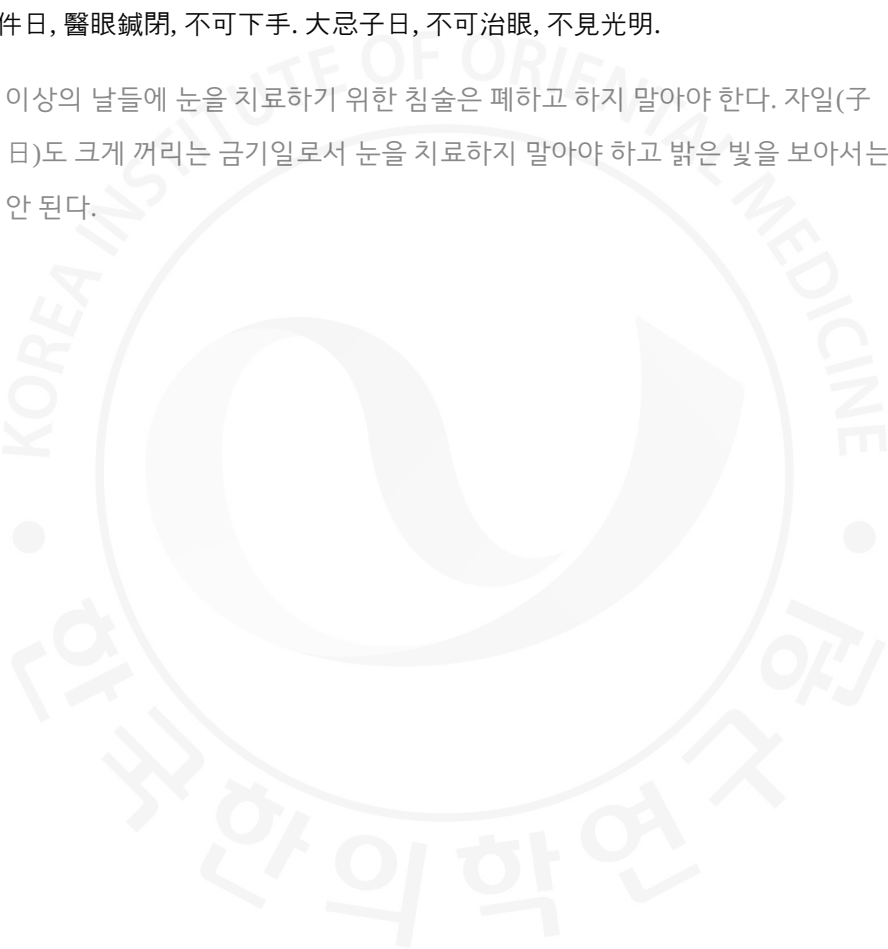 件日, 醫眼鍼閉, 不可下手. 大忌子日, 不可治眼, 不見光明.
이상의 날들에 눈을 치료하기 위한 침술은 폐하고 하지 말아야 한다. 자일(子
日)도 크게 꺼리는 금기일로서 눈을 치료하지 말아야 하고 밝은 빛을 보아서는
안 된다.
KOREA INSTITUTE OF ORIENTAL MEDICINE
한국한의학연구원